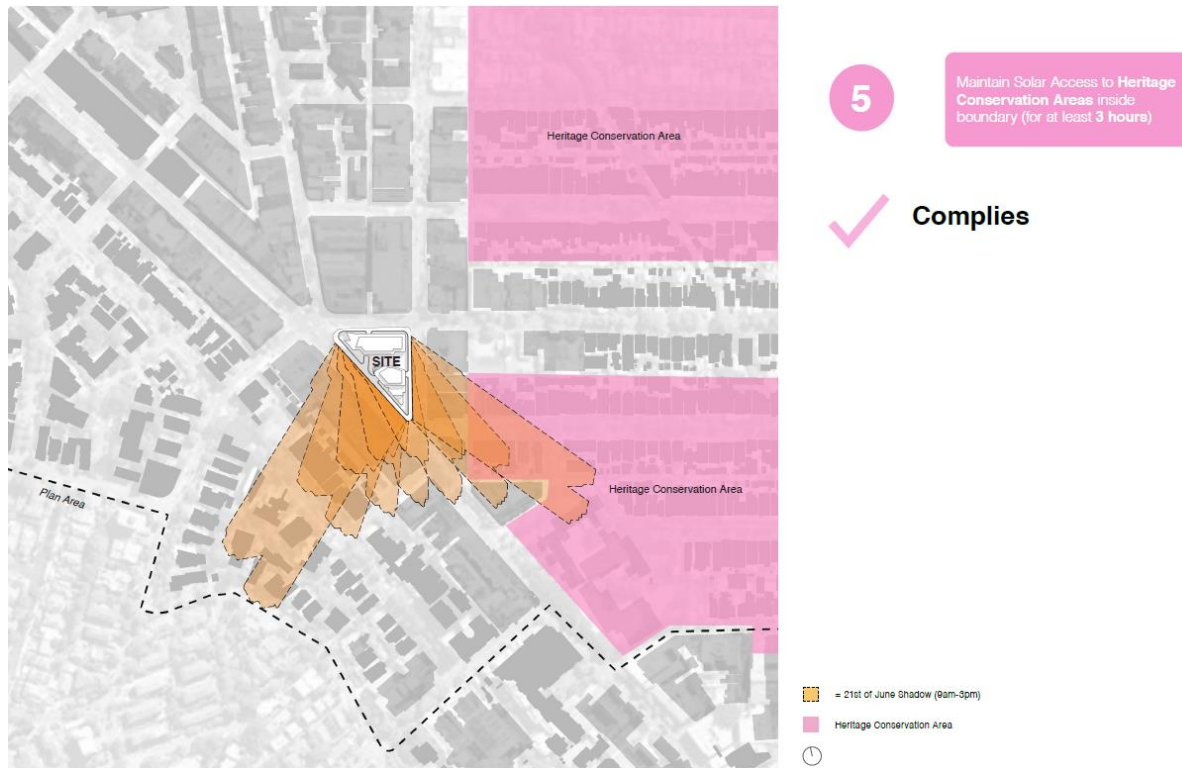 Heritage Conservation Area
SITE
Heritage Conservation Area
Plan Area
5
Maintain Solar Access to Heritage
Conservation Areas inside
boundary (for at least 3 hours)
Complies
= 21st of June Shadow (9am-3pm)
Heritage Conservation Area